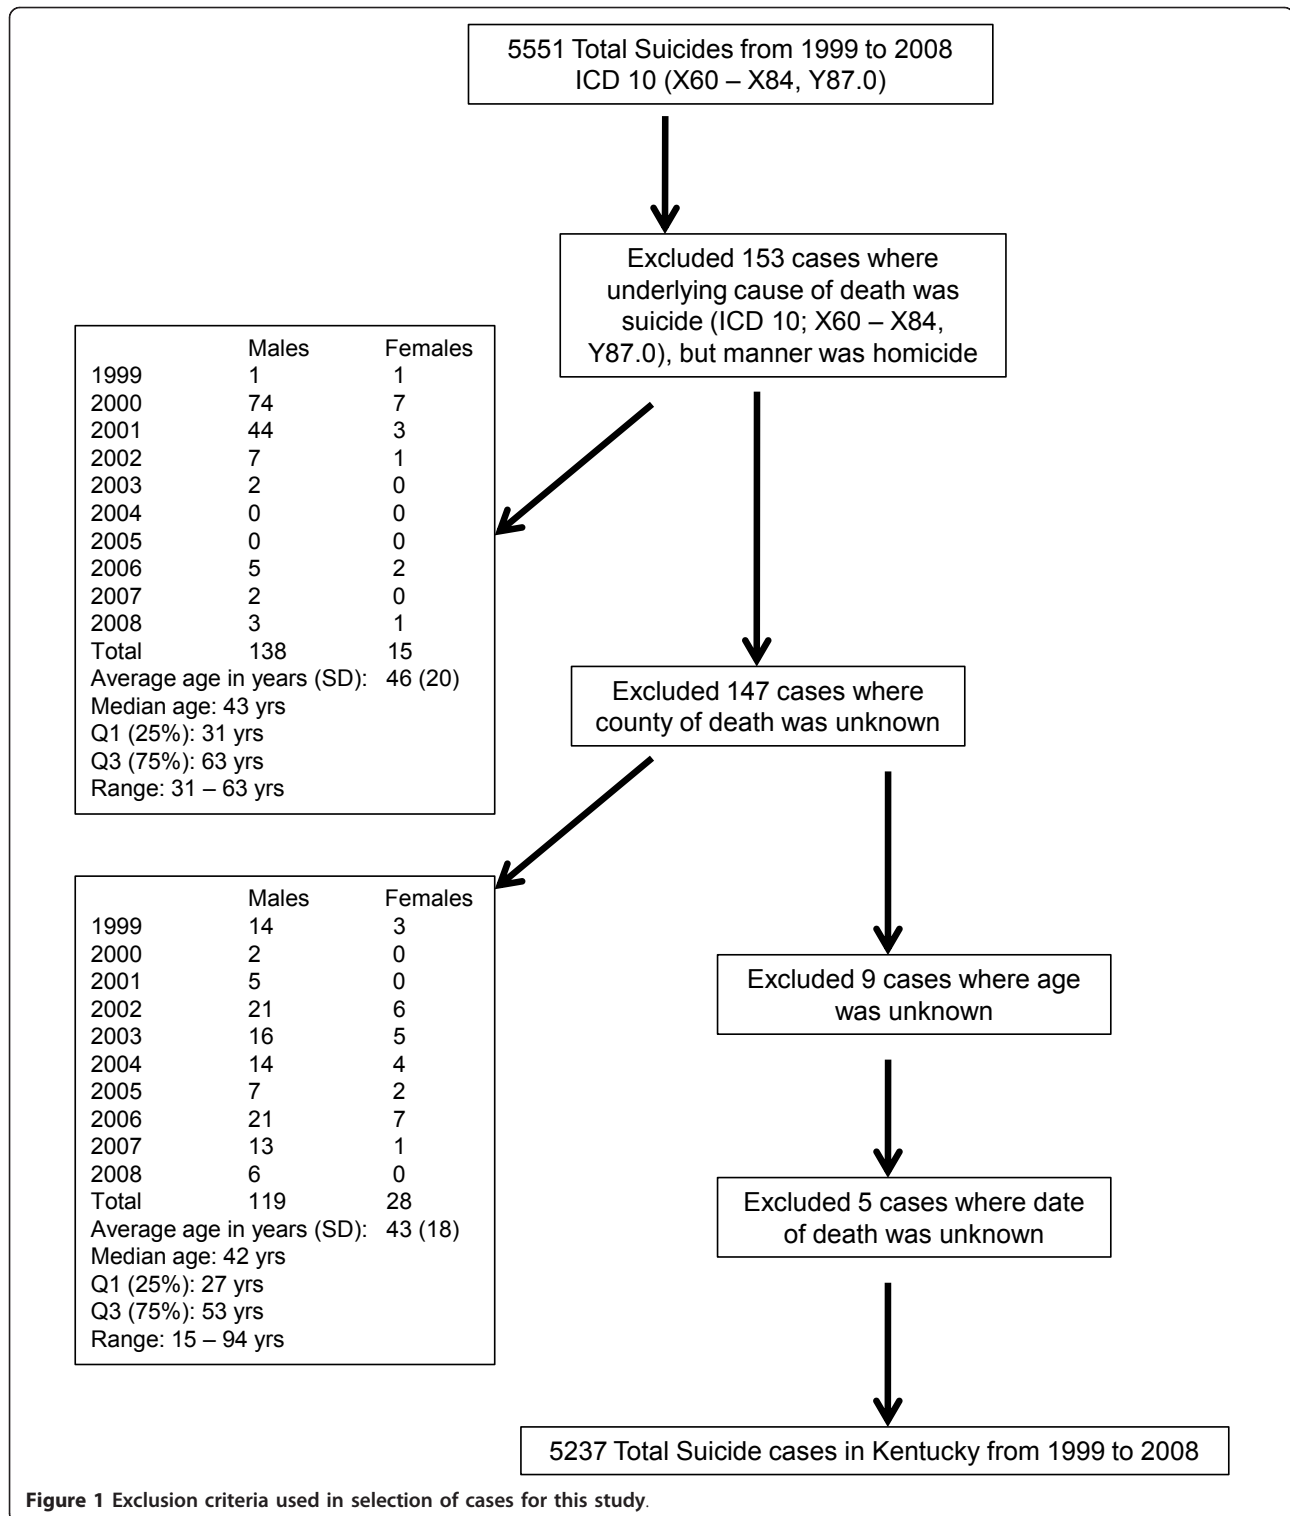 5551 Total Suicides from 1999 to 2008
ICD 10 (X60 – X84, Y87.0)
Excluded 153 cases where
underlying cause of death was
suicide (ICD 10; X60 – X84,
Y87.0), but manner was homicide
Males Females
1999 1 1
2000 74 7
2001 44 3
2002 7 1
2003 2 0
2004 0 0
2005 0 0
2006 5 2
2007 2 0
2008 3 1
Total 138 15
Average age in years (SD): 46 (20)
Median age: 43 yrs
Q1 (25%): 31 yrs
Q3 (75%): 63 yrs
Range: 31 – 63 yrs
Excluded 147 cases where
county of death was unknown
Males Females
1999 14 3
2000 2 0
2001 5 0
2002 21 6
2003 16 5
2004 14 4
2005 7 2
2006 21 7
2007 13 1
2008 6 0
Total 119 28
Average age in years (SD): 43 (18)
Median age: 42 yrs
Q1 (25%): 27 yrs
Q3 (75%): 53 yrs
Range: 15 – 94 yrs
Excluded 9 cases where age
was unknown
Excluded 5 cases where date
of death was unknown
5237 Total Suicide cases in Kentucky from 1999 to 2008
Figure 1 Exclusion criteria used in selection of cases for this study.